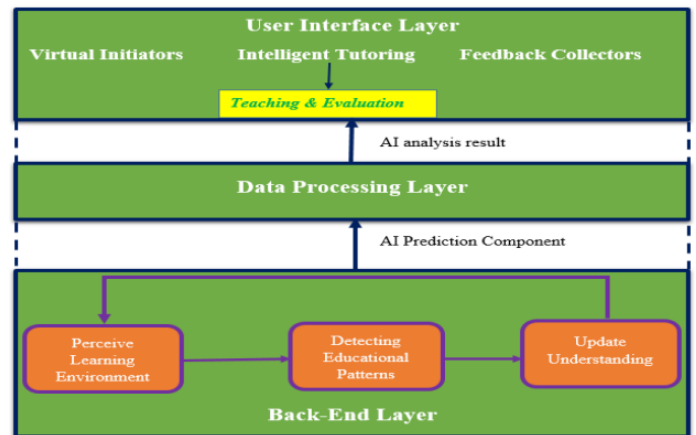 User Interface Layer
Virtual Initiators
Intelligent Tutoring
Feedback Collectors
Teaching & Evaluation
AI analysis result
Data Processing Layer
AI Prediction Component
Perceive
Learning
Environment
Detecting
Educational
Patterns
Update
Understanding
Back-End Layer